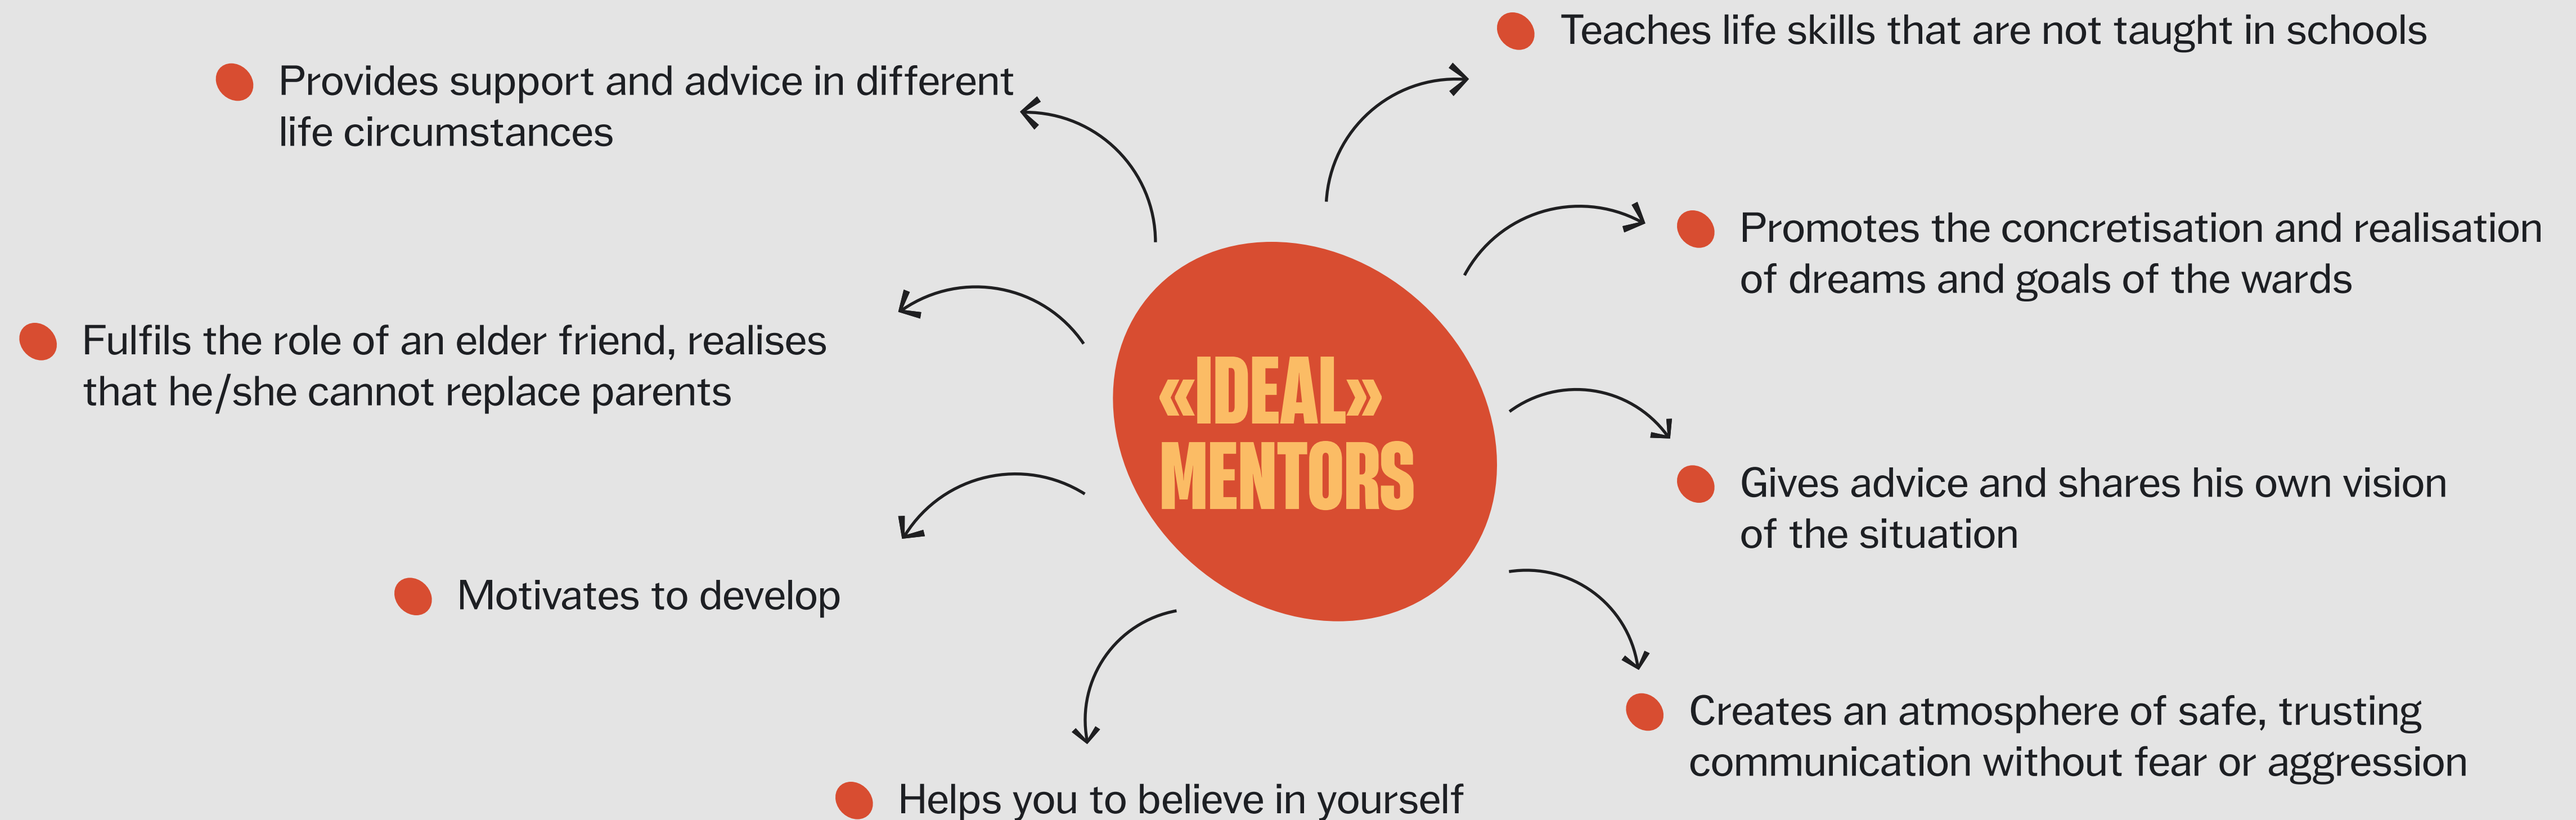 Teaches life skills that are not taught in schools
Provides support and advice in different
life circumstances
Promotes the concretisation and realisation
of dreams and goals of the wards
Fulfils the role of an elder friend, realises
that he/she cannot replace parents
«IDEAL»
MENTORS
Gives advice and shares his own vision
of the situation
Motivates to develop
Creates an atmosphere of safe, trusting
communication without fear or aggression
Helps you to believe in yourself